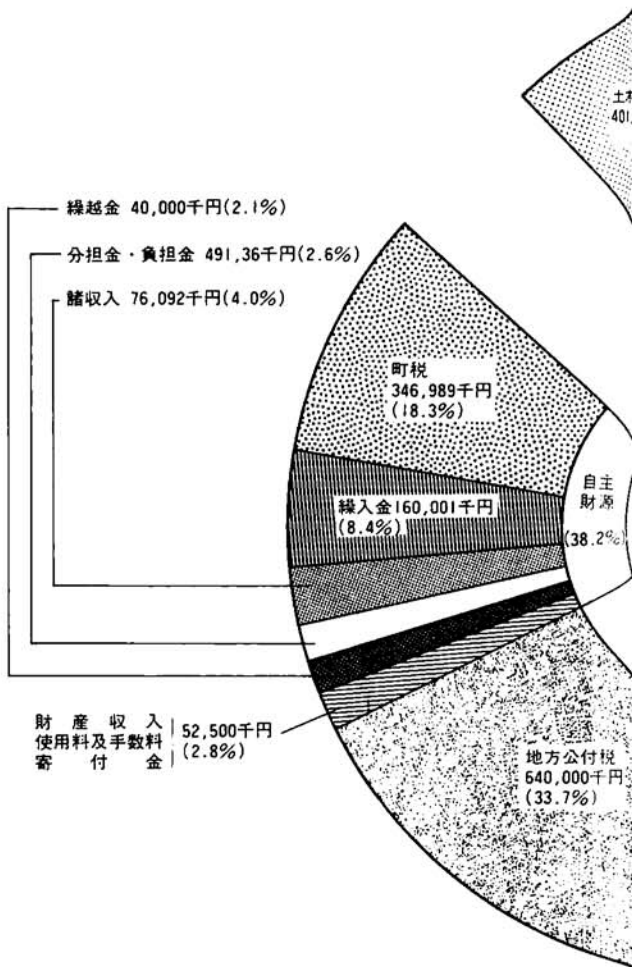 土
401,
繰越金 40,000千円(2.1%)
分担金・負担金 491,36千円(2.6%)
諸収入 76,092千円(4.0%)
町税
346,989千円
(18.3%)
繰入金160,001千円
(8.4%)
自主
財源
(38.2%)
財産収入
使用料及手数料
寄付金
52,500千円
(2.8%)
地方公付税
640,000千円
(33.7%)